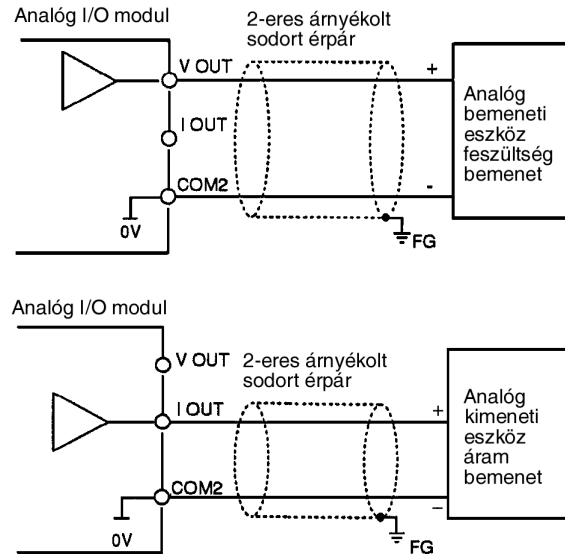 Analóg I/O modul
2-eres árnyékolt
sodort érpár
V OUT
+
I OUT
Analóg
bemeneti
eszköz
feszültség
bemenet
COM2
-
0V
FG
Analóg I/O modul
V OUT
2-eres árnyékolt
sodort érpár
I OUT
+
Analóg
kimeneti
eszköz
áram
bemenet
COM2
–
0V
FG